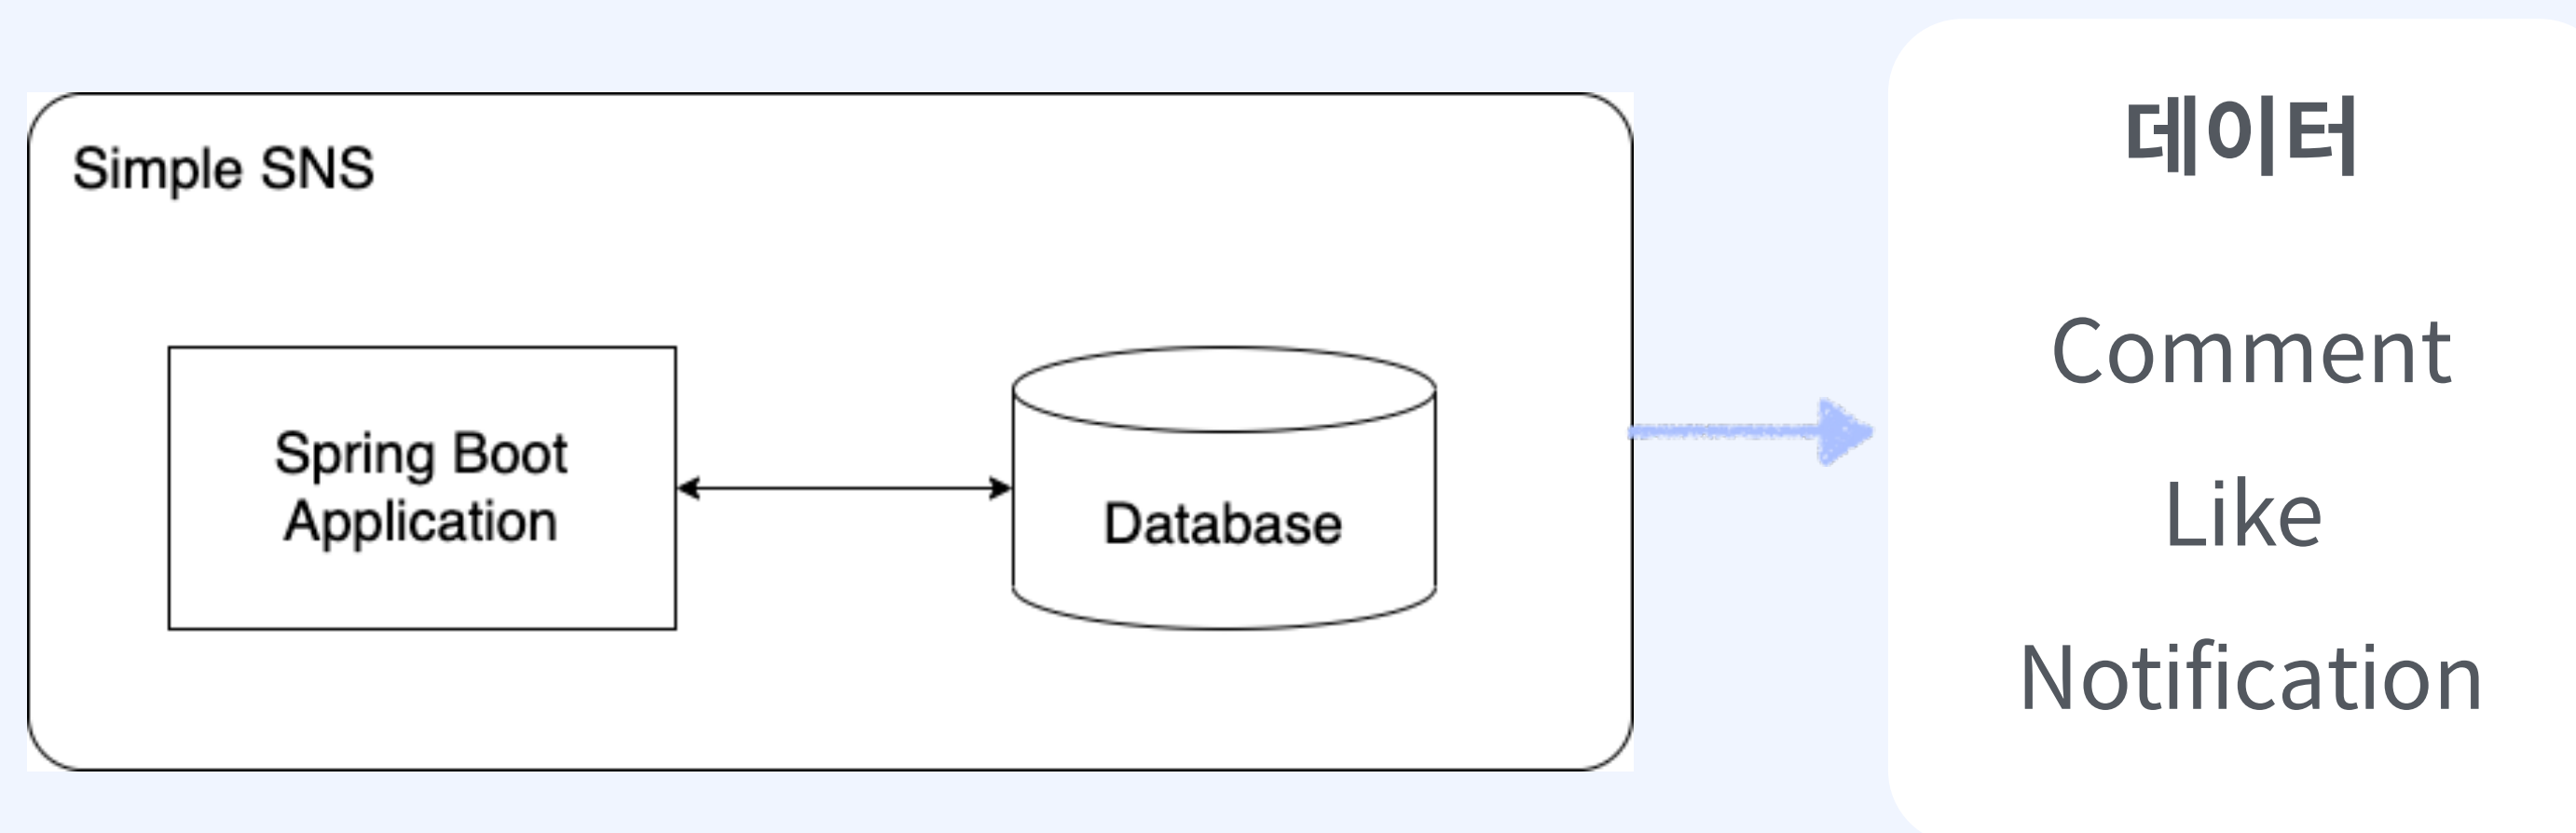 Simple SNS
Spring Boot
Application
Database
데이터
Comment
Like
Notification